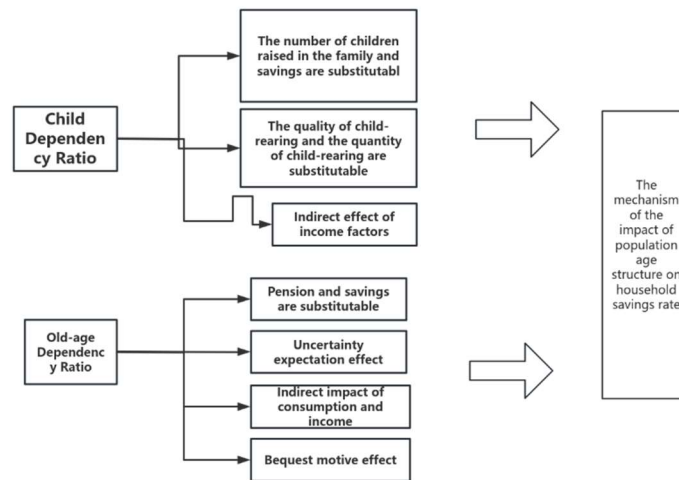 The number of children
raised in the family and
savings are substitutabl
Child
Dependen
cy Ratio
The quality of child-
rearing and the quantity
of child-rearing are
substitutable
Indirect effect of
income factors
Pension and savings
are substitutable
Old-age
Dependenc
y Ratio
Uncertainty
expectation effect
Indirect impact of
consumption and
income
Bequest motive effect
The
mechanism
of the
impact of
population
age
structure on
household
savings rate